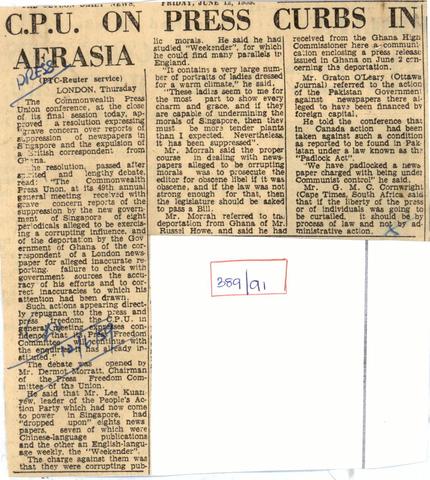 THE CEYLON DAILY NEWS,
FRIDAY, JUNE 12, 1959.
C.P.U. ON PRESS CURBS IN
AFRASIA
PRESS
(PTC-Reuter service)
LONDON, Thursday
The Commonwealth Press
Union conference, at the close
of its final session today, ap-
proved a resolution expressing
"grave concern over reports of
suppression of newspapers in
Singapore and the expulsion of
a British correspondent from
Ghana.
The resolution, passed after
spirited and lengthy debate,
read: "The Commonwealth
Press Union, at its 49th annual
general meeting received with
grave concern reports of the
suppression by the new govern-
ment of Singapore of eight
periodicals alleged to be exercis-
ing a corrupting influence, and
of the deportation by the Gov
ernment of Ghana of the cor-
respondent of a London news-
paper for alleged inaccurate re-
porting, failure to check with
government sources the accu-
racy of his efforts and to correct
inaccuracies to which his
attention had been drawn.
Such actions appearing direct-
ly repugnan tto the press and
press freedom, the C.P.U. in
general meeting expresses con-
fidence that its Press Freedom
Committee will continue with
the enquiries it has already in-
stituted."
12/6/59
The debate was opened by
Mr. Dermot Morratt, Chairman
of the Press Freedom Com-
mittee of the Union.
He said that Mr. Lee Kuan
yew, leader of the People's Ac-
tion Party which had now come
to power in Singapore, had
"dropped upon" eights news
papers, seven of which were
Chinese-language publications
and the other an English-langu-
age weekly, the "Weekender".
The charge against them was
that they were corrupting pub-
lic morals. He said he had
studied "Weekender", for which
he could find many parallels in
England.
"It contains a very large num-
ber of portraits of ladies dressed
for a warm climate," he said.
"These ladies seem to me for
the most part to show every
charm and grace, and if they
are capable of undermining the
morals of Singapore, then they
must be more tender plants
than I expected. Nevertheless,
it has been suppressed".
Mr. Morrah said the proper
course in dealing with news-
papers alleged to be corrupting
morals was to prosecute the
editor for obscene libel if it was
obscene, and if the law was not
strong enough for that, then
the legislature should be asked
pass a Bill.
Mr. Morrah referred to tn.
deportation from Ghana of Mr.
Russel Howe, and said he had
received from the Ghana High
Commissioner here a communi-
cation enclosing a press release
issued in Ghana on June 2 con-
cerning the deportation.
Mr. Graton O'Leary (Ottawa
Journal) referred to the action
of the Pakistan Government
against newspapers there al-
leged to have been financed by
foreign capital.
He told the conference that
in Canada action had been
taken against such a condition
as reported to be found in Pak
istan under a law known as the
"Padlock Act".
"We have padlocked a news
paper charged with being under
Communist control" he said.
Mr. M. C. Cornwright
(Cape Times, South Africa said
that if the liberty of the press
or of individuals was going to
be curtailed, it should be by
process of law and not by ad-
ministrative action.
389/91